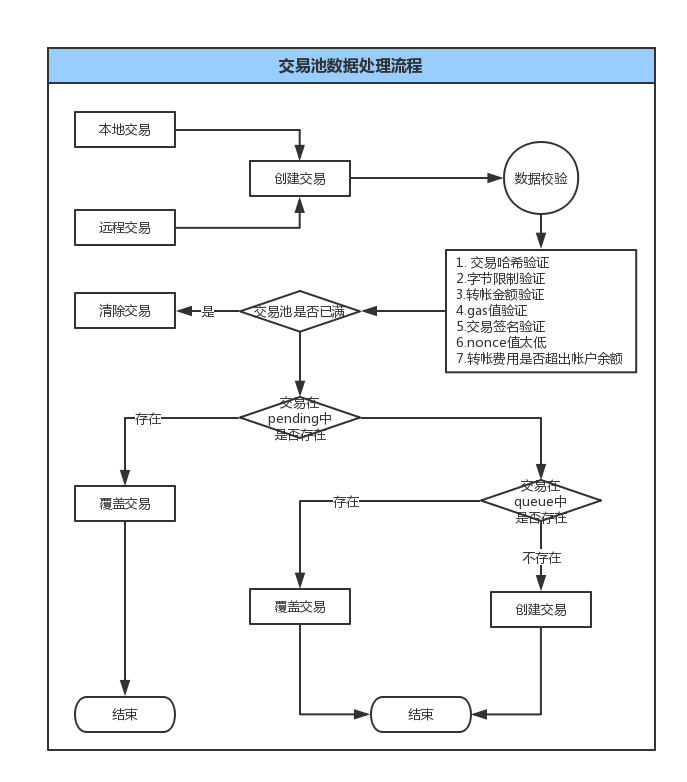 交易池数据处理流程
本地交易
创建交易
数据校验
远程交易
1. 交易哈希验证
2.字节限制验证
3.转帐金额验证
4.gas值验证
5.交易签名验证
6.nonce值太低
7.转帐费用是否超出帐户余额
清除交易
是
交易池是否已满
交易在
pending中
是否存在
存在
交易在
queue中
是否存在
覆盖交易
存在
不存在
覆盖交易
创建交易
结束
结束